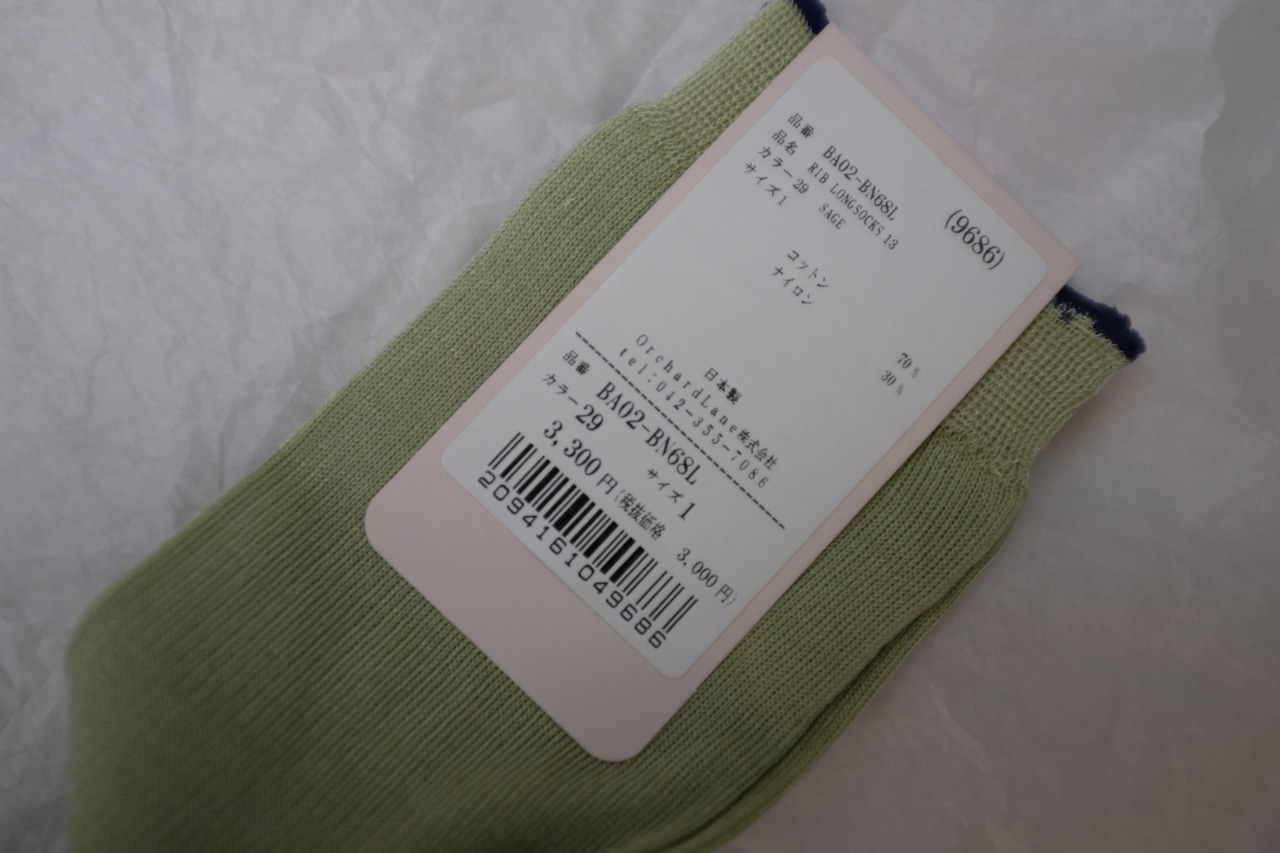 (9686)
品番 BA02-BN68L
品名 RIB LONGSOCKS 13
カラー 29 SAGE
サイズ 1
コットン 70%
ナイロン 30%
日本製
OrchardLane株式会社
tel:042-355-7086
品番 BA02-BN68L
カラー 29 サイズ 1
3,300円(税抜価格 3,000円)
2094161049686